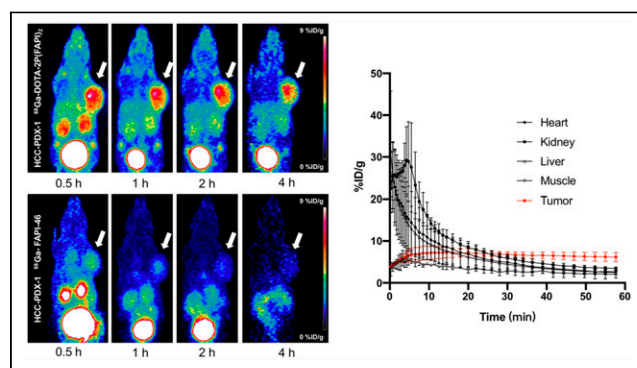 HCC-PDX-1 ⁶⁸Ga-DOTA-2P(FAPI)₂
9 %ID/g
0 %ID/g
0.5 h 1 h 2 h 4 h
HCC-PDX-1 ⁶⁸Ga- FAPI-46
9 %ID/g
0 %ID/g
0.5 h 1 h 2 h 4 h
%ID/g
50
40
30
20
10
0
0 10 20 30 40 50 60
Time (min)
Heart
Kidney
Liver
Muscle
Tumor